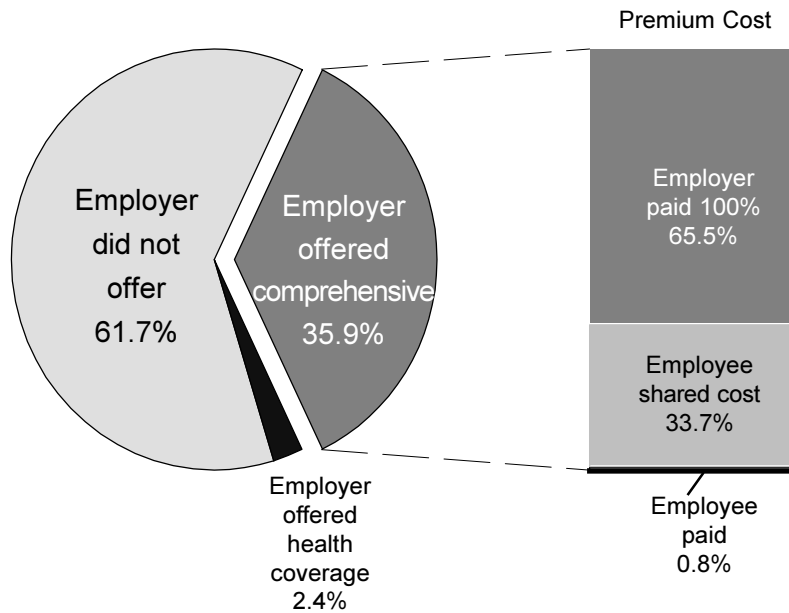 Premium Cost
Employer
did not
offer
61.7%
Employer
offered
comprehensive
35.9%
Employer
offered
health
coverage
2.4%
Employer
paid 100%
65.5%
Employee
shared cost
33.7%
Employee
paid
0.8%